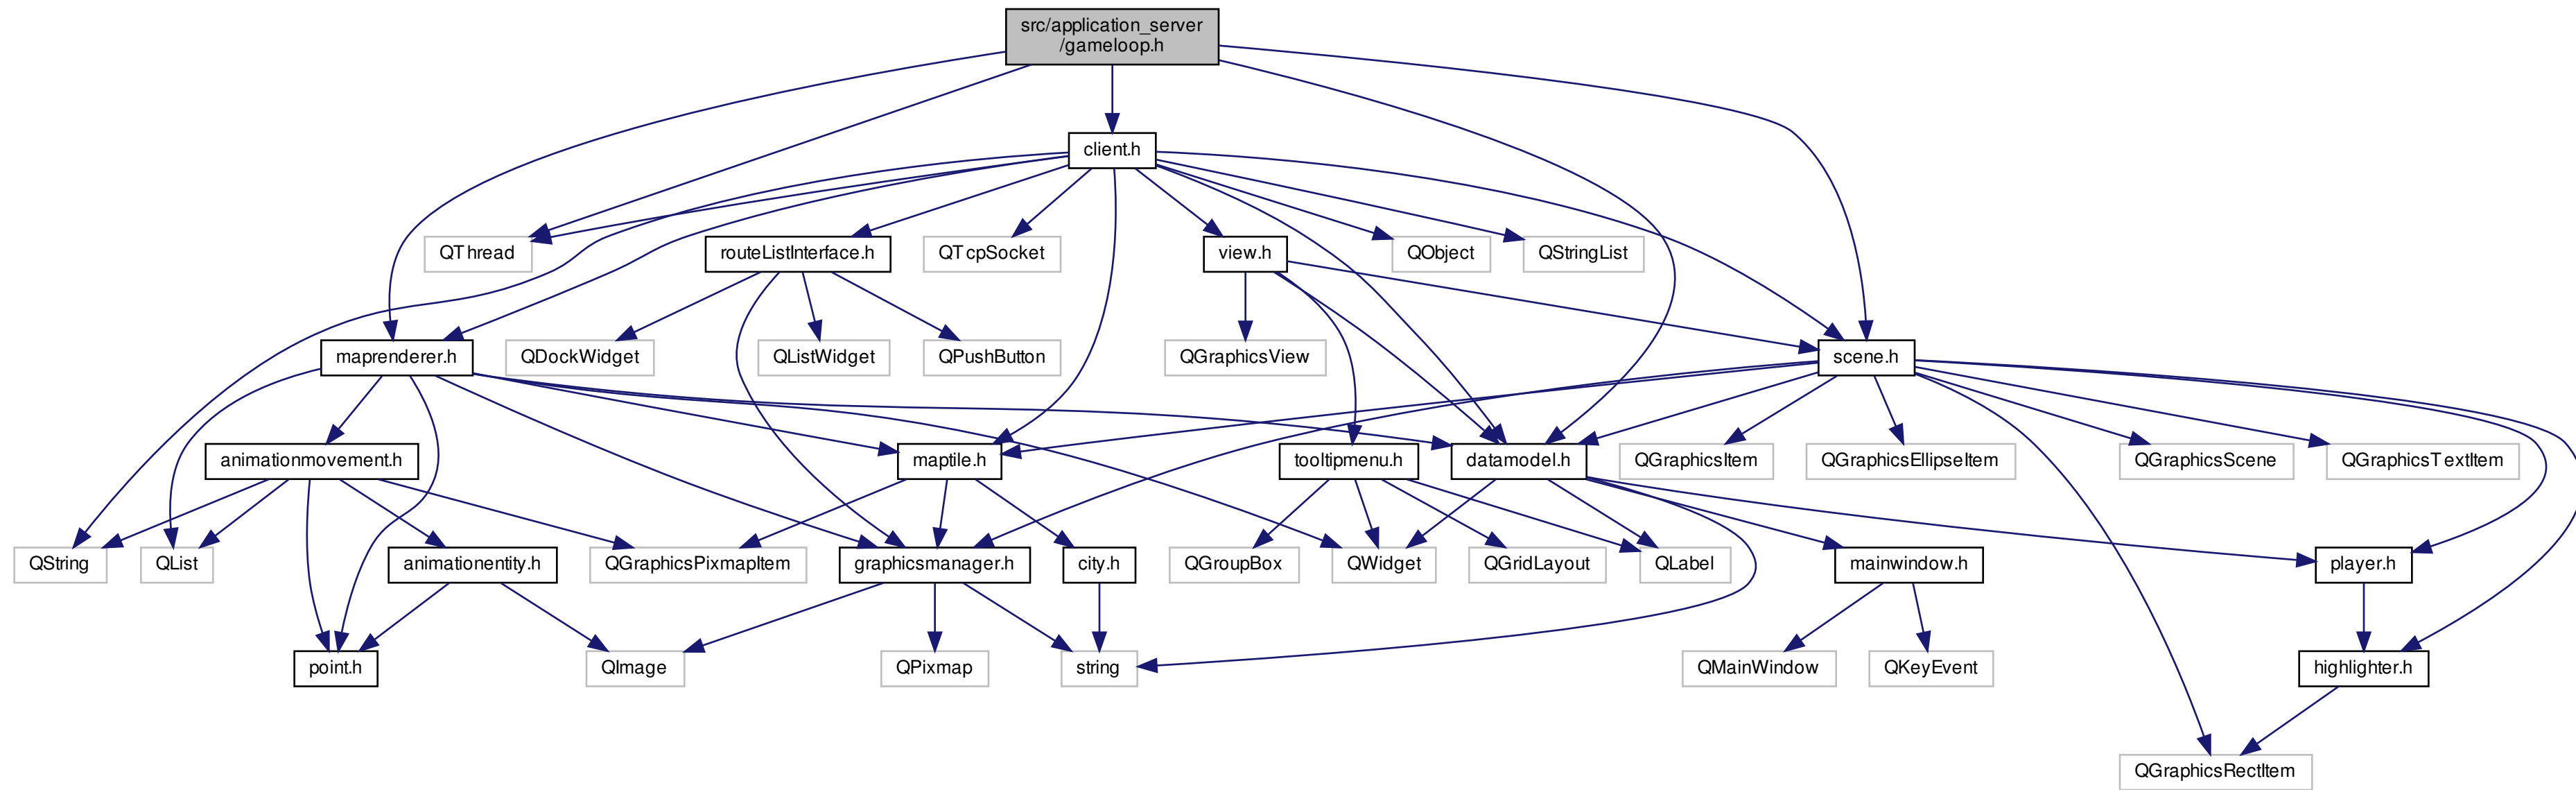 src/application_server
/gameloop.h
client.h
QThread
routeListInterface.h
QTcpSocket
view.h
QObject
QStringList
maprenderer.h
QDockWidget
QListWidget
QPushButton
QGraphicsView
scene.h
animationmovement.h
maptile.h
tooltipmenu.h
datamodel.h
QGraphicsItem
QGraphicsEllipseItem
QGraphicsScene
QGraphicsTextItem
QString
QList
animationentity.h
QGraphicsPixmapItem
graphicsmanager.h
city.h
QGroupBox
QWidget
QGridLayout
QLabel
mainwindow.h
player.h
point.h
QImage
QPixmap
string
QMainWindow
QKeyEvent
highlighter.h
QGraphicsRectItem